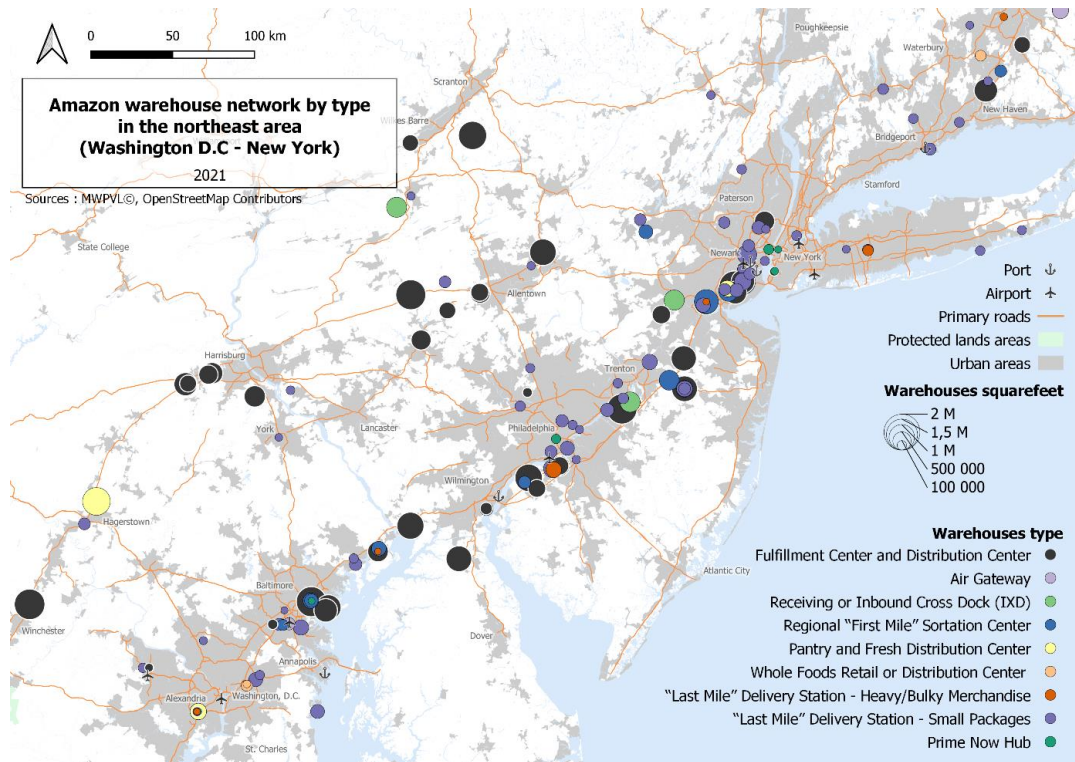 0 50 100 km
Amazon warehouse network by type
in the northeast area
(Washington D.C - New York)
2021
Sources : MWPVL©, OpenStreetMap Contributors
Poughkeepsie
Waterbury
Scranton
Wilkes Barre
New Haven
Bridgeport
Stamford
Paterson
State College
Newark
New York
Allentown
Harrisburg
Trenton
York
Lancaster
Philadelphia
Wilmington
Hagerstown
Atlantic City
Baltimore
Winchester
Dover
Annapolis
Alexandria
Washington, D.C.
St. Charles
Port
Airport
Primary roads
Protected lands areas
Urban areas
Warehouses squarefeet
2 M
1,5 M
1 M
500 000
100 000
Warehouses type
Fulfillment Center and Distribution Center
Air Gateway
Receiving or Inbound Cross Dock (IXD)
Regional “First Mile” Sortation Center
Pantry and Fresh Distribution Center
Whole Foods Retail or Distribution Center
“Last Mile” Delivery Station - Heavy/Bulky Merchandise
“Last Mile” Delivery Station - Small Packages
Prime Now Hub